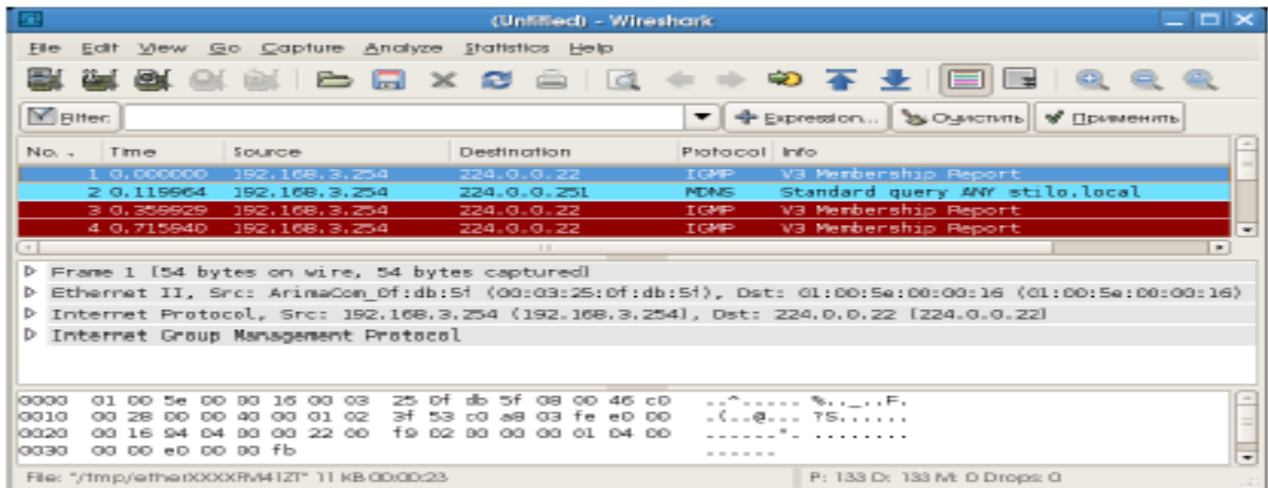 (Untitled) - Wireshark
File Edit View Go Capture Analyze Statistics Help
Filter: Expression... Очистить Применить
No. . Time Source Destination Protocol Info
1 0.000000 192.168.3.254 224.0.0.22 IGMP V3 Membership Report
2 0.119964 192.168.3.254 224.0.0.251 MDNS Standard query ANY stilo.local
3 0.359929 192.168.3.254 224.0.0.22 IGMP V3 Membership Report
4 0.715940 192.168.3.254 224.0.0.22 IGMP V3 Membership Report
Frame 1 (54 bytes on wire, 54 bytes captured)
Ethernet II, Src: ArimaCom_0f:db:5f (00:03:25:0f:db:5f), Dst: 01:00:5e:00:00:16 (01:00:5e:00:00:16)
Internet Protocol, Src: 192.168.3.254 (192.168.3.254), Dst: 224.0.0.22 (224.0.0.22)
Internet Group Management Protocol
0000 01 00 5e 00 00 16 00 03 25 0f db 5f 08 00 46 c0 ..^..... %.._..F.
0010 00 28 00 00 40 00 01 02 3f 53 c0 a8 03 fe e0 00 .(..@... ?S......
0020 00 16 94 04 00 00 22 00 f9 02 00 00 00 01 04 00 ......". ........
0030 00 00 e0 00 00 fb ......
File: "/tmp/etherXXXXRM41ZT" 11 KB 00:00:23
P: 133 D: 133 M: 0 Drops: 0